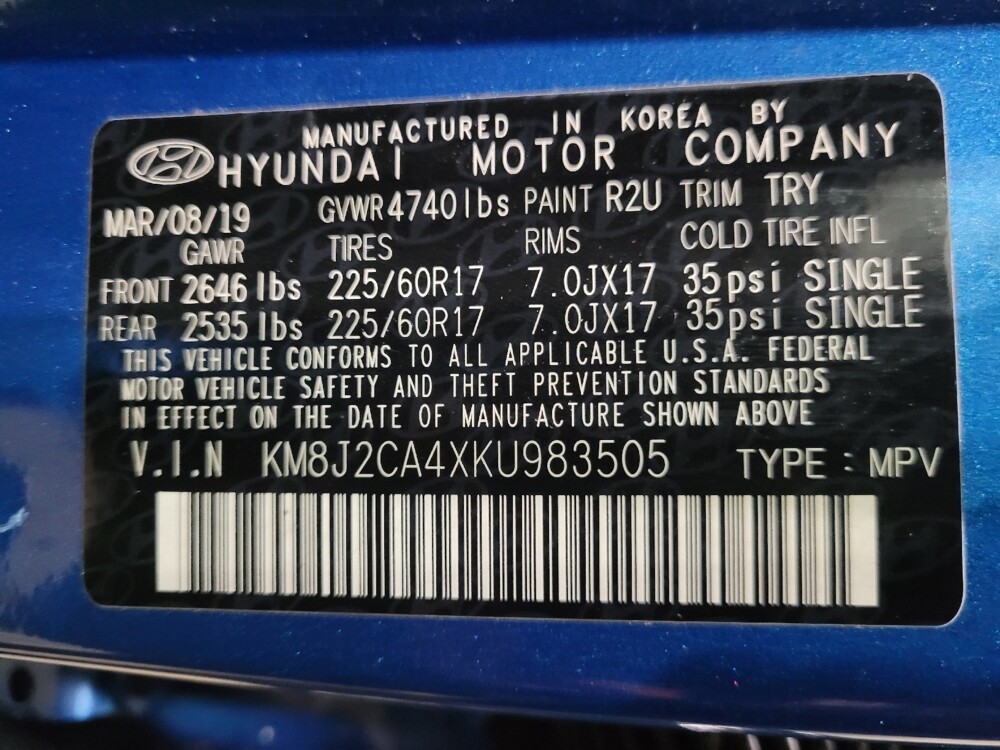 MANUFACTURED IN KOREA BY
HYUNDAI MOTOR COMPANY
MAR/08/19 GVWR 4740lbs PAINT R2U TRIM TRY
GAWR TIRES RIMS COLD TIRE INFL
FRONT 2646 lbs 225/60R17 7.0JX17 35psi SINGLE
REAR 2535 lbs 225/60R17 7.0JX17 35psi SINGLE
THIS VEHICLE CONFORMS TO ALL APPLICABLE U.S.A. FEDERAL
MOTOR VEHICLE SAFETY AND THEFT PREVENTION STANDARDS
IN EFFECT ON THE DATE OF MANUFACTURE SHOWN ABOVE
V.I.N KM8J2CA4XKU983505 TYPE : MPV